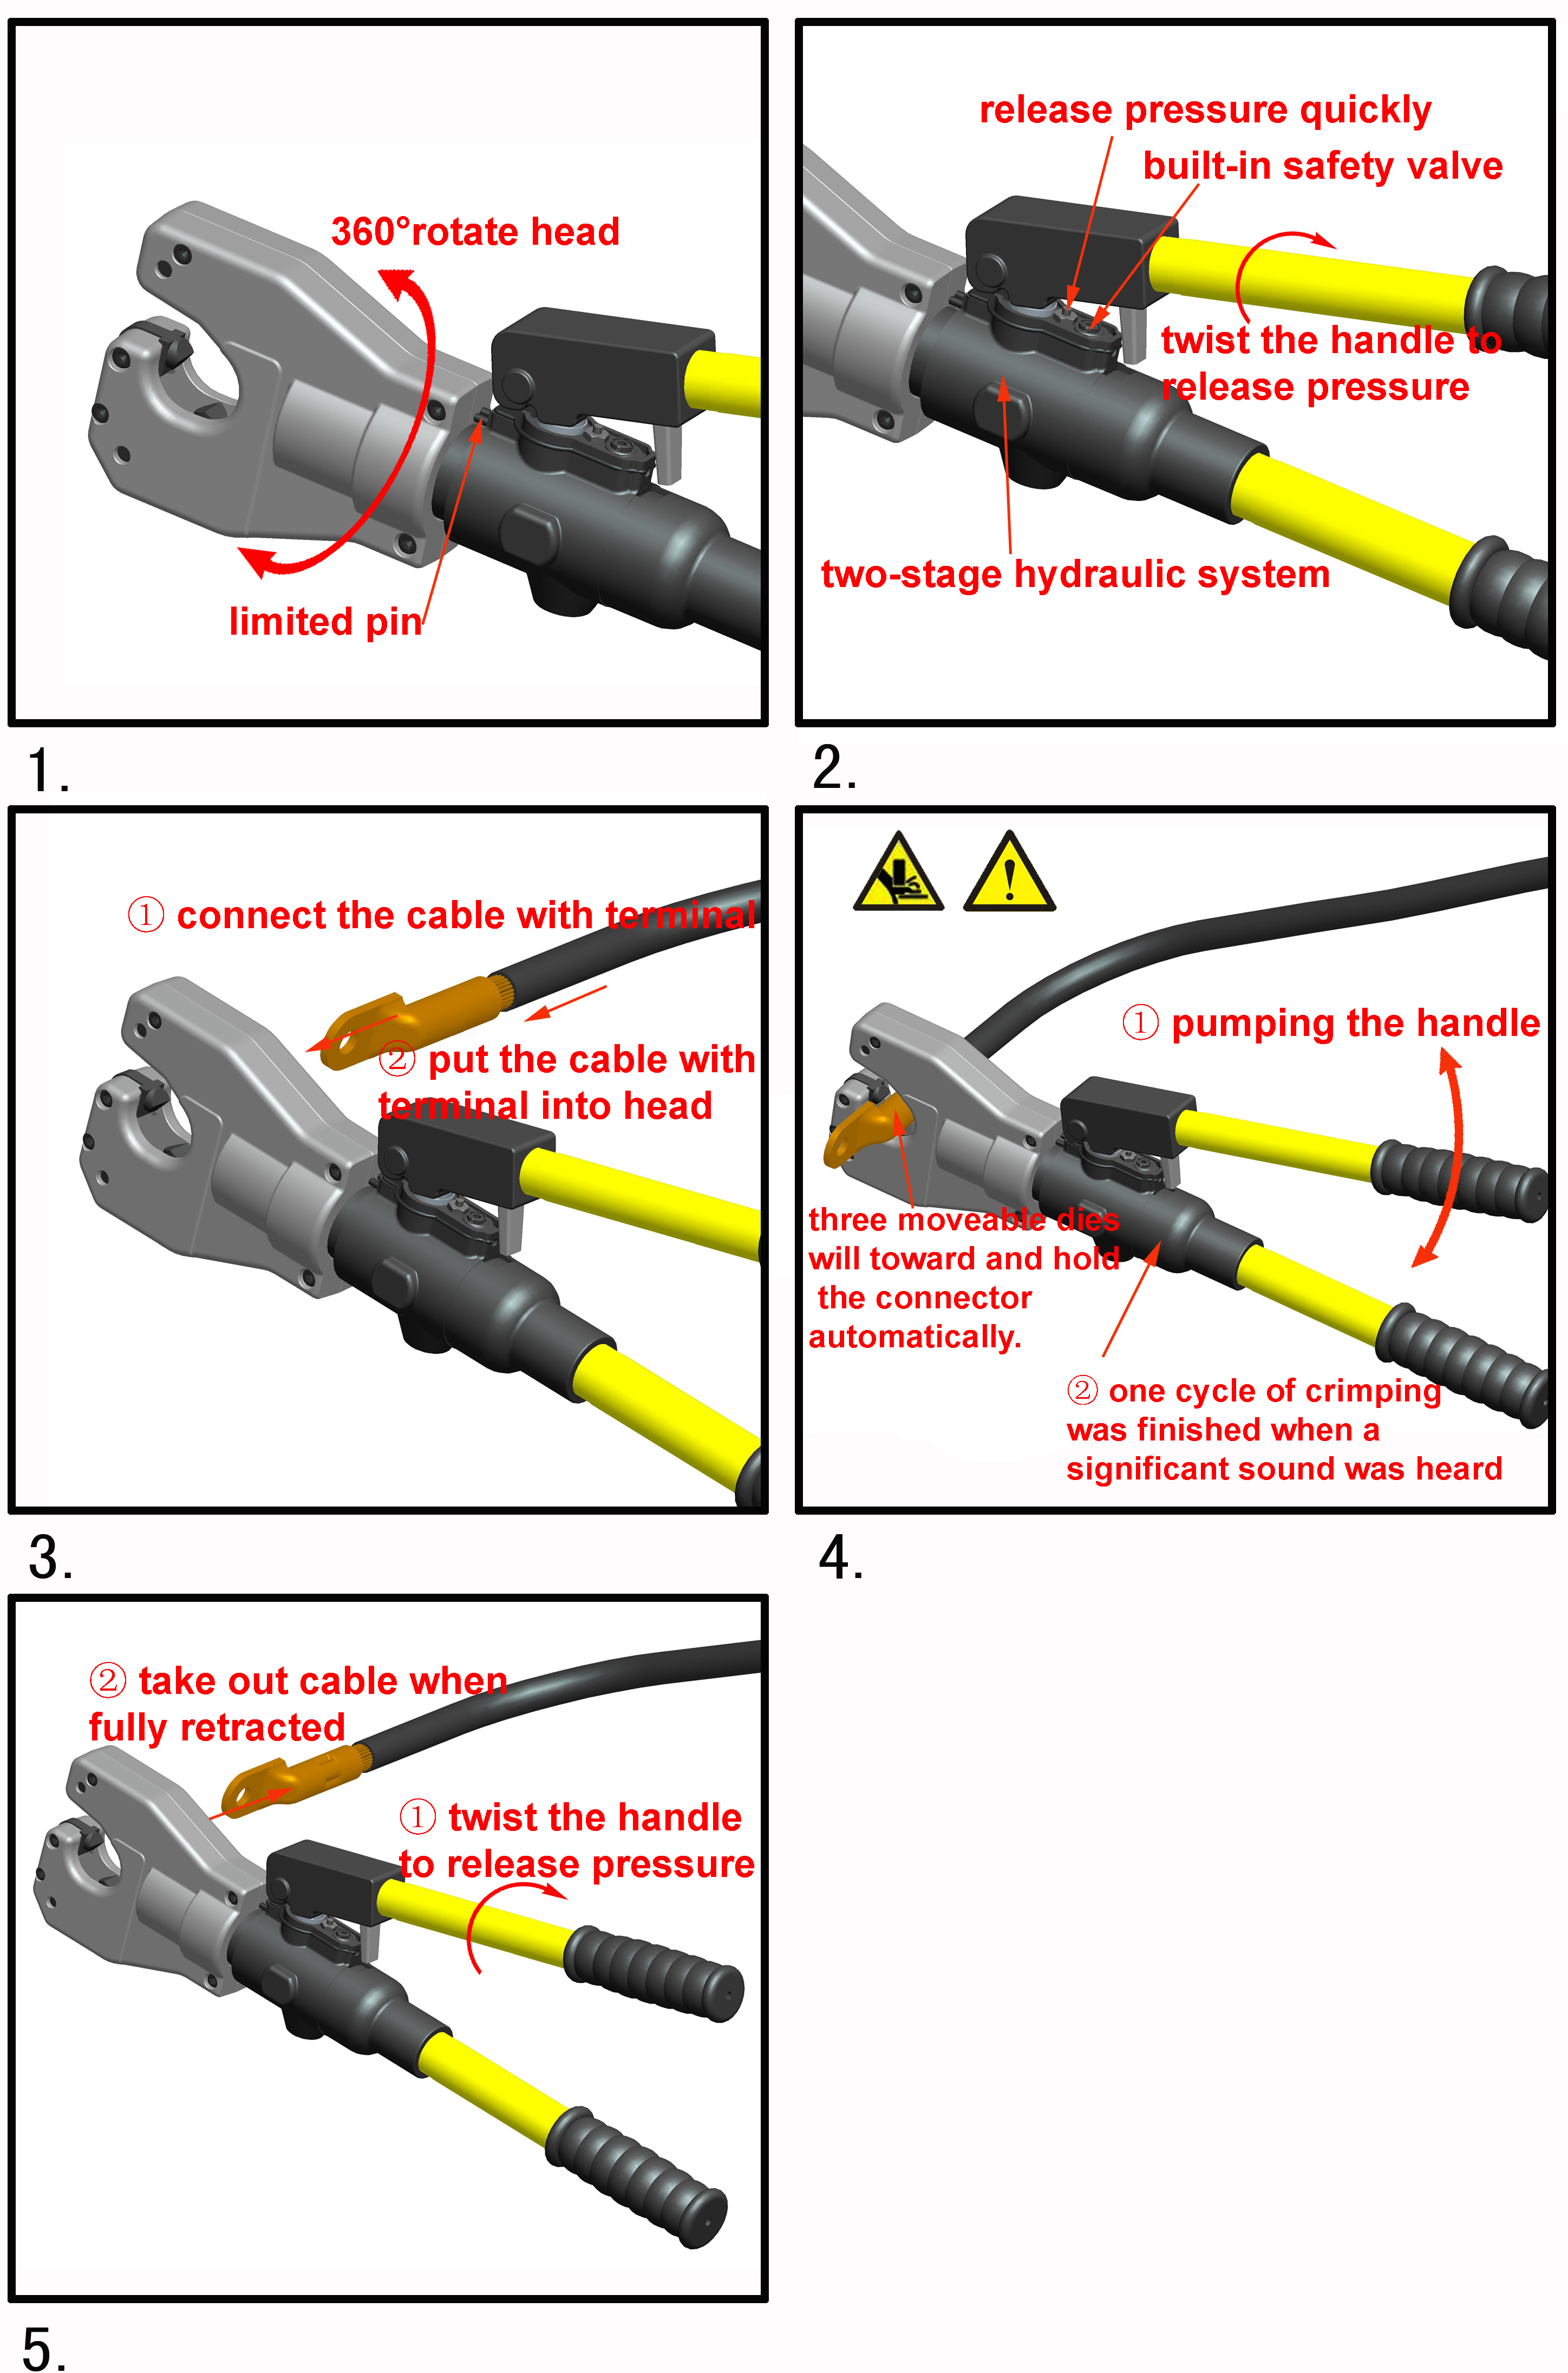 360°rotate head
limited pin
1.
release pressure quickly
built-in safety valve
twist the handle to
release pressure
two-stage hydraulic system
2.
① connect the cable with terminal
② put the cable with
terminal into head
3.
① pumping the handle
three moveable dies
will toward and hold
the connector
automatically.
② one cycle of crimping
was finished when a
significant sound was heard
4.
② take out cable when
fully retracted
① twist the handle
to release pressure
5.